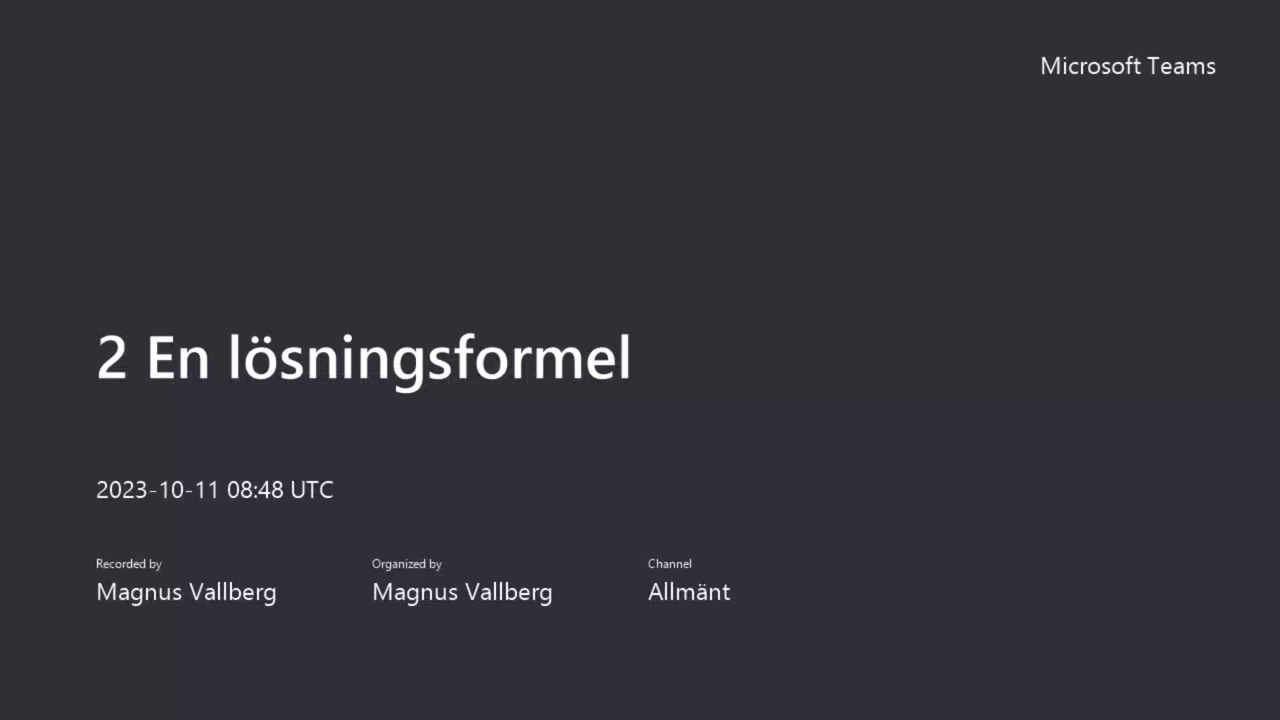 Microsoft Teams
2 En lösningsformel
2023-10-11 08:48 UTC
Recorded by
Magnus Vallberg
Organized by
Magnus Vallberg
Channel
Allmänt